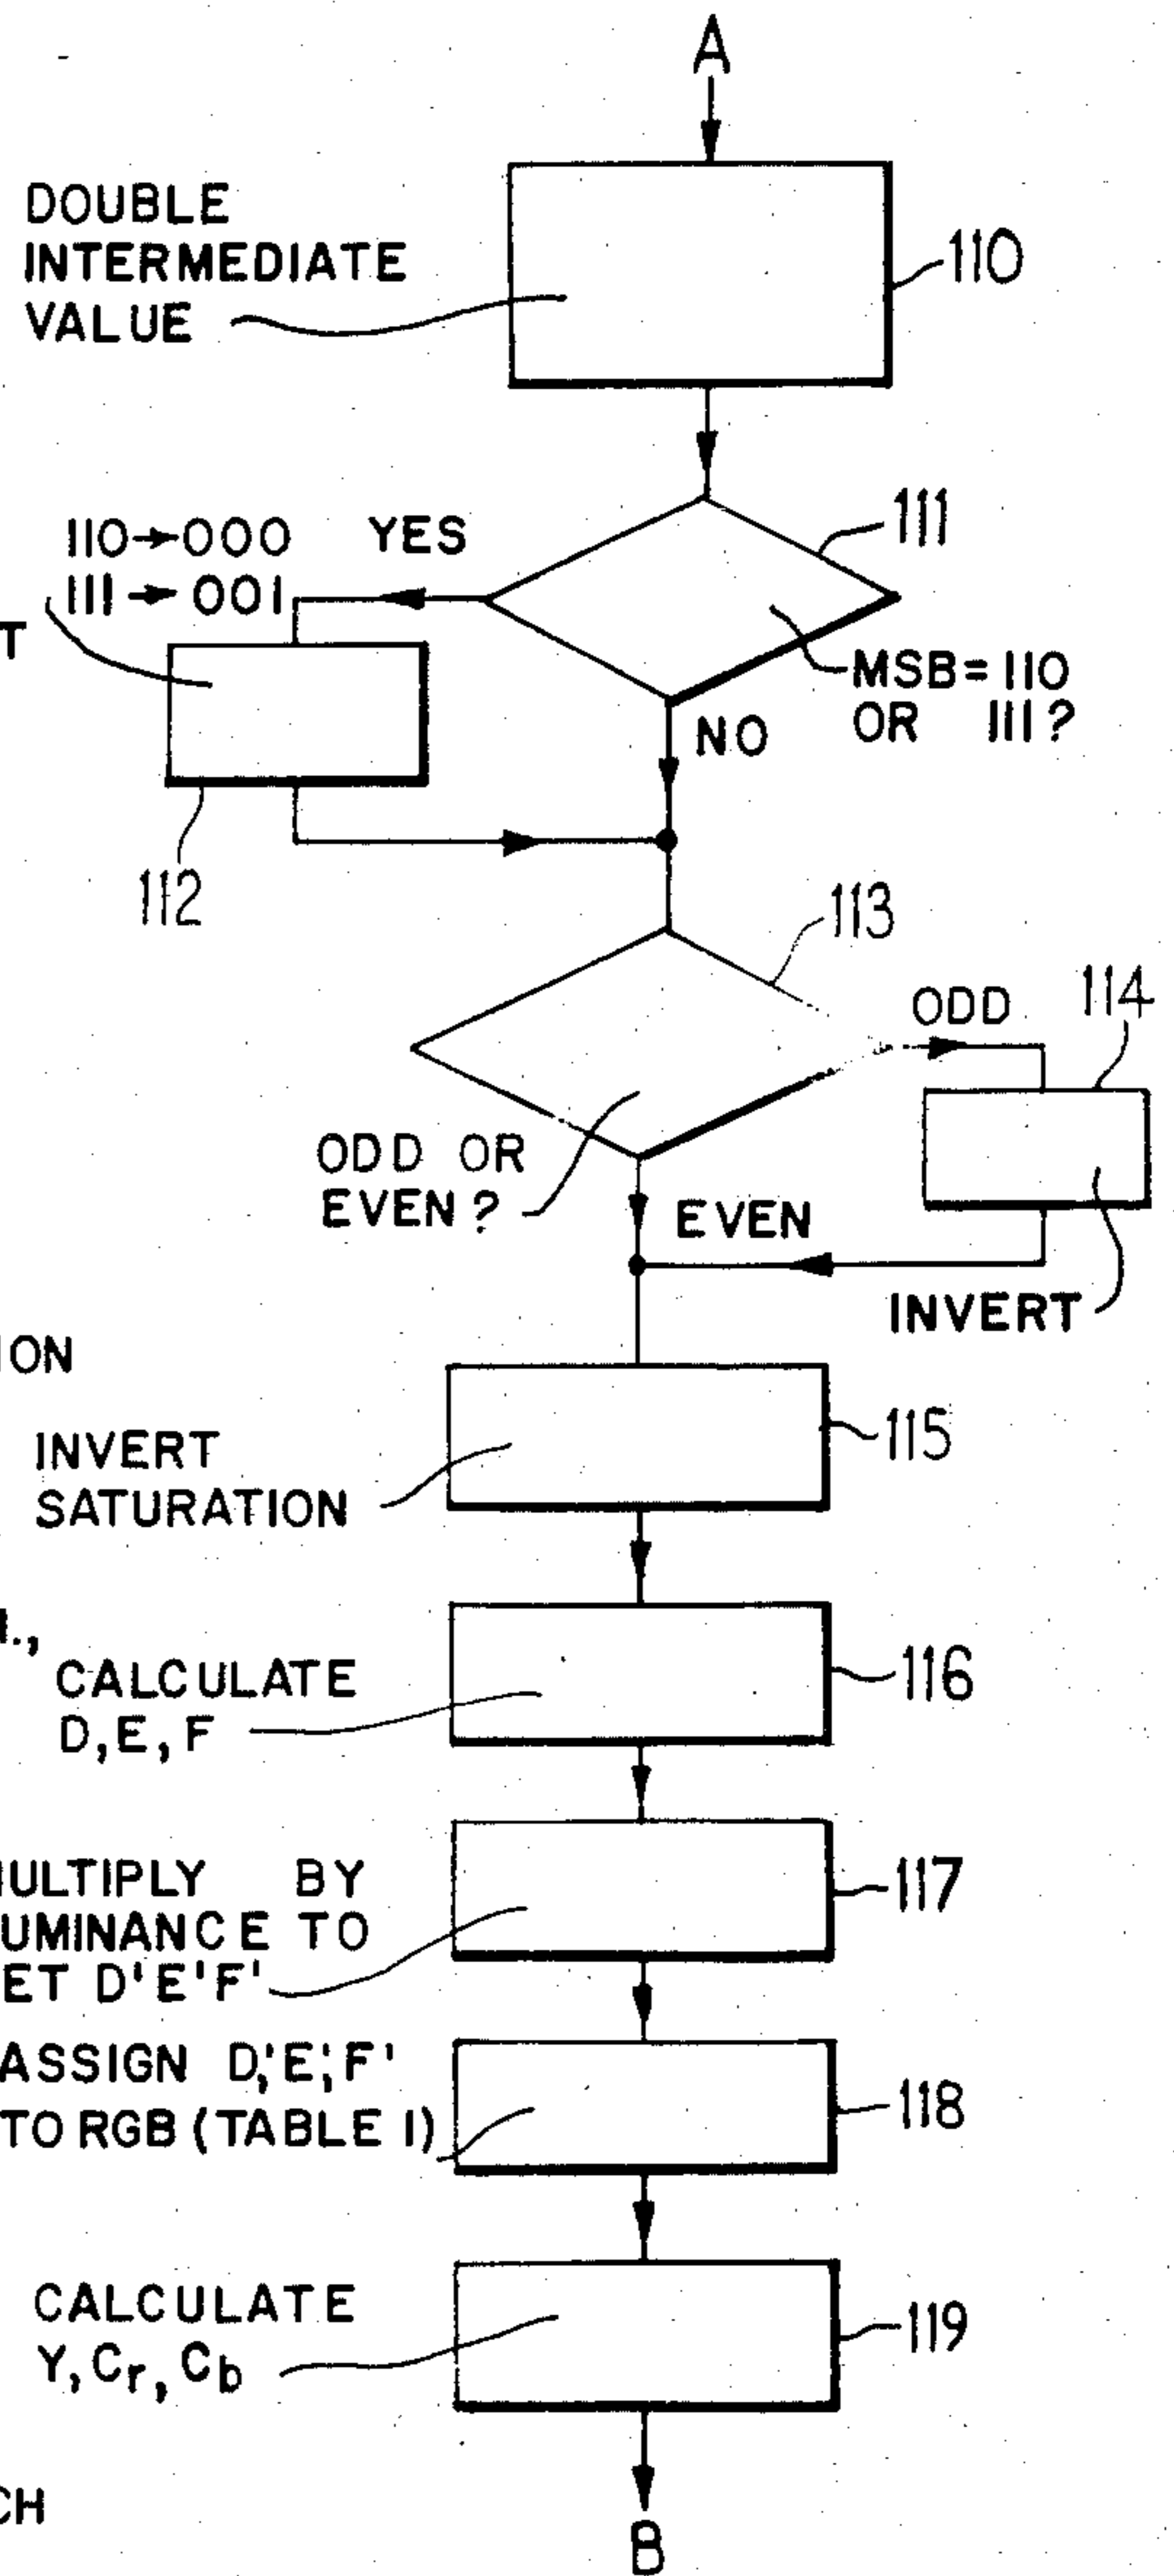 A
DOUBLE
INTERMEDIATE
VALUE
110
110→000
111→001
YES
111
T
MSB=110
OR 111?
NO
112
113
ODD
114
ODD OR
EVEN?
EVEN
INVERT
ION
INVERT
SATURATION
115
CALCULATE
D,E,F
116
ULTIPLY BY
UMINANCE TO
ET D'E'F'
117
ASSIGN D,'E,'F'
TO RGB (TABLE 1)
118
CALCULATE
Y,Cr,Cb
119
CH
B